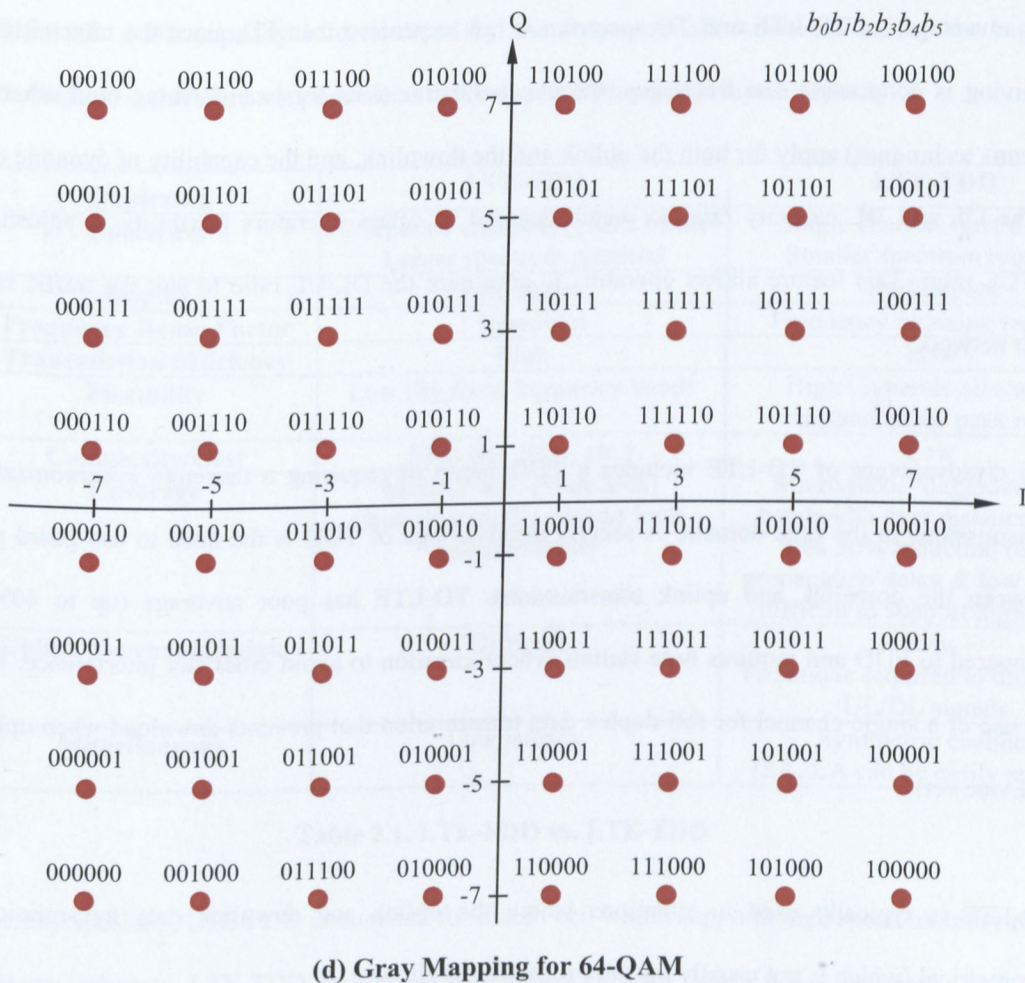 Q b₀b₁b₂b₃b₄b₅
000100 001100 011100 010100 110100 111100 101100 100100
7
000101 001101 011101 010101 110101 111101 101101 100101
5
000111 001111 011111 010111 110111 111111 101111 100111
3
000110 001110 011110 010110 110110 111110 101110 100110
1
-7 -5 -3 -1 1 3 5 7
000010 001010 011010 010010 110010 111010 101010 100010
-1
000011 001011 011011 010011 110011 111011 101011 100011
-3
000001 001001 011001 010001 110001 111001 101001 100001
-5
000000 001000 011100 010000 110000 111000 101000 100000
-7
(d) Gray Mapping for 64-QAM